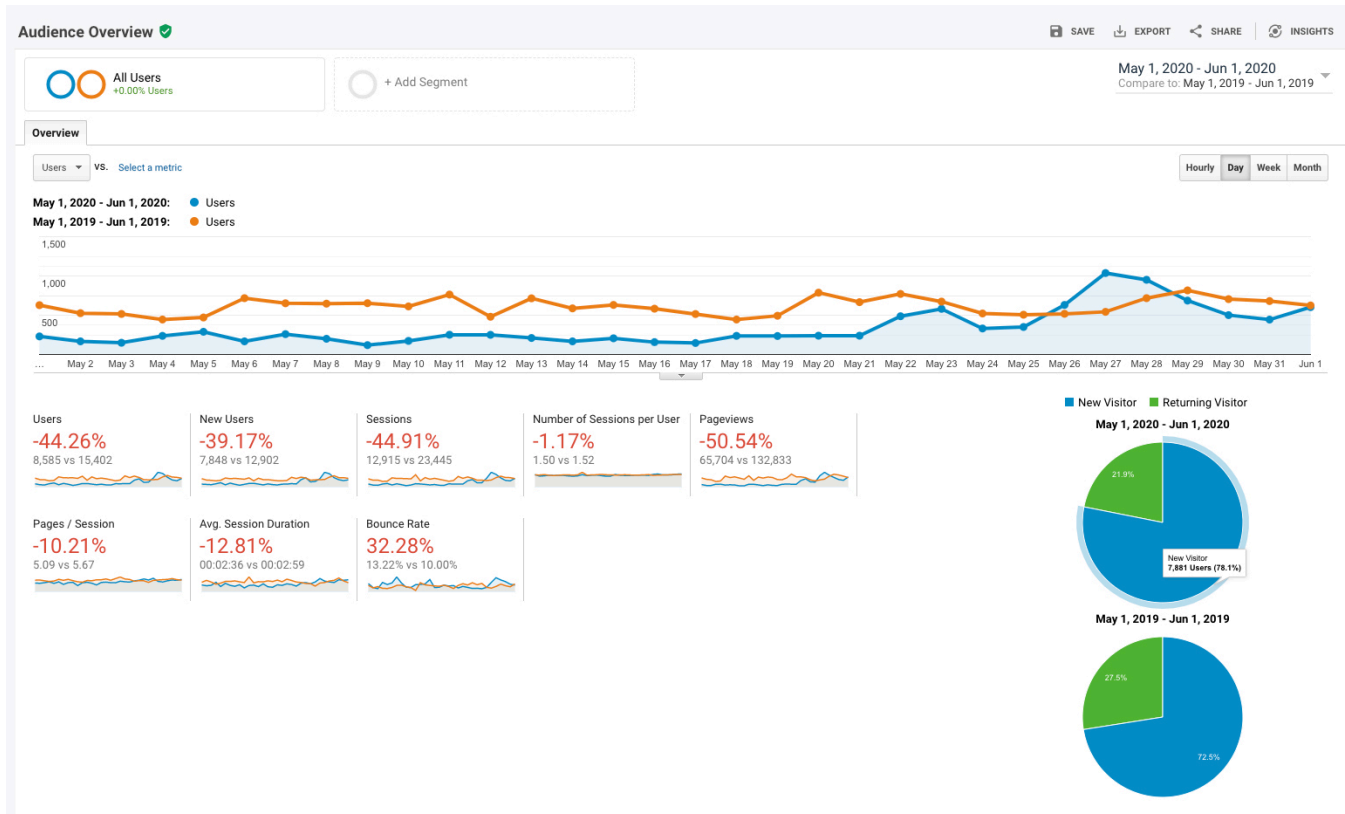 Audience Overview
SAVE EXPORT SHARE INSIGHTS
All Users
+0.00% Users
+ Add Segment
May 1, 2020 - Jun 1, 2020
Compare to: May 1, 2019 - Jun 1, 2019
Overview
Users VS. Select a metric
Hourly Day Week Month
May 1, 2020 - Jun 1, 2020: Users
May 1, 2019 - Jun 1, 2019: Users
1,500
1,000
500
... May 2 May 3 May 4 May 5 May 6 May 7 May 8 May 9 May 10 May 11 May 12 May 13 May 14 May 15 May 16 May 17 May 18 May 19 May 20 May 21 May 22 May 23 May 24 May 25 May 26 May 27 May 28 May 29 May 30 May 31 Jun 1
Users
-44.26%
8,585 vs 15,402
New Users
-39.17%
7,848 vs 12,902
Sessions
-44.91%
12,915 vs 23,445
Number of Sessions per User
-1.17%
1.50 vs 1.52
Pageviews
-50.54%
65,704 vs 132,833
Pages / Session
-10.21%
5.09 vs 5.67
Avg. Session Duration
-12.81%
00:02:36 vs 00:02:59
Bounce Rate
32.28%
13.22% vs 10.00%
New Visitor Returning Visitor
May 1, 2020 - Jun 1, 2020
21.9%
New Visitor
7,881 Users (78.1%)
May 1, 2019 - Jun 1, 2019
27.5%
72.5%